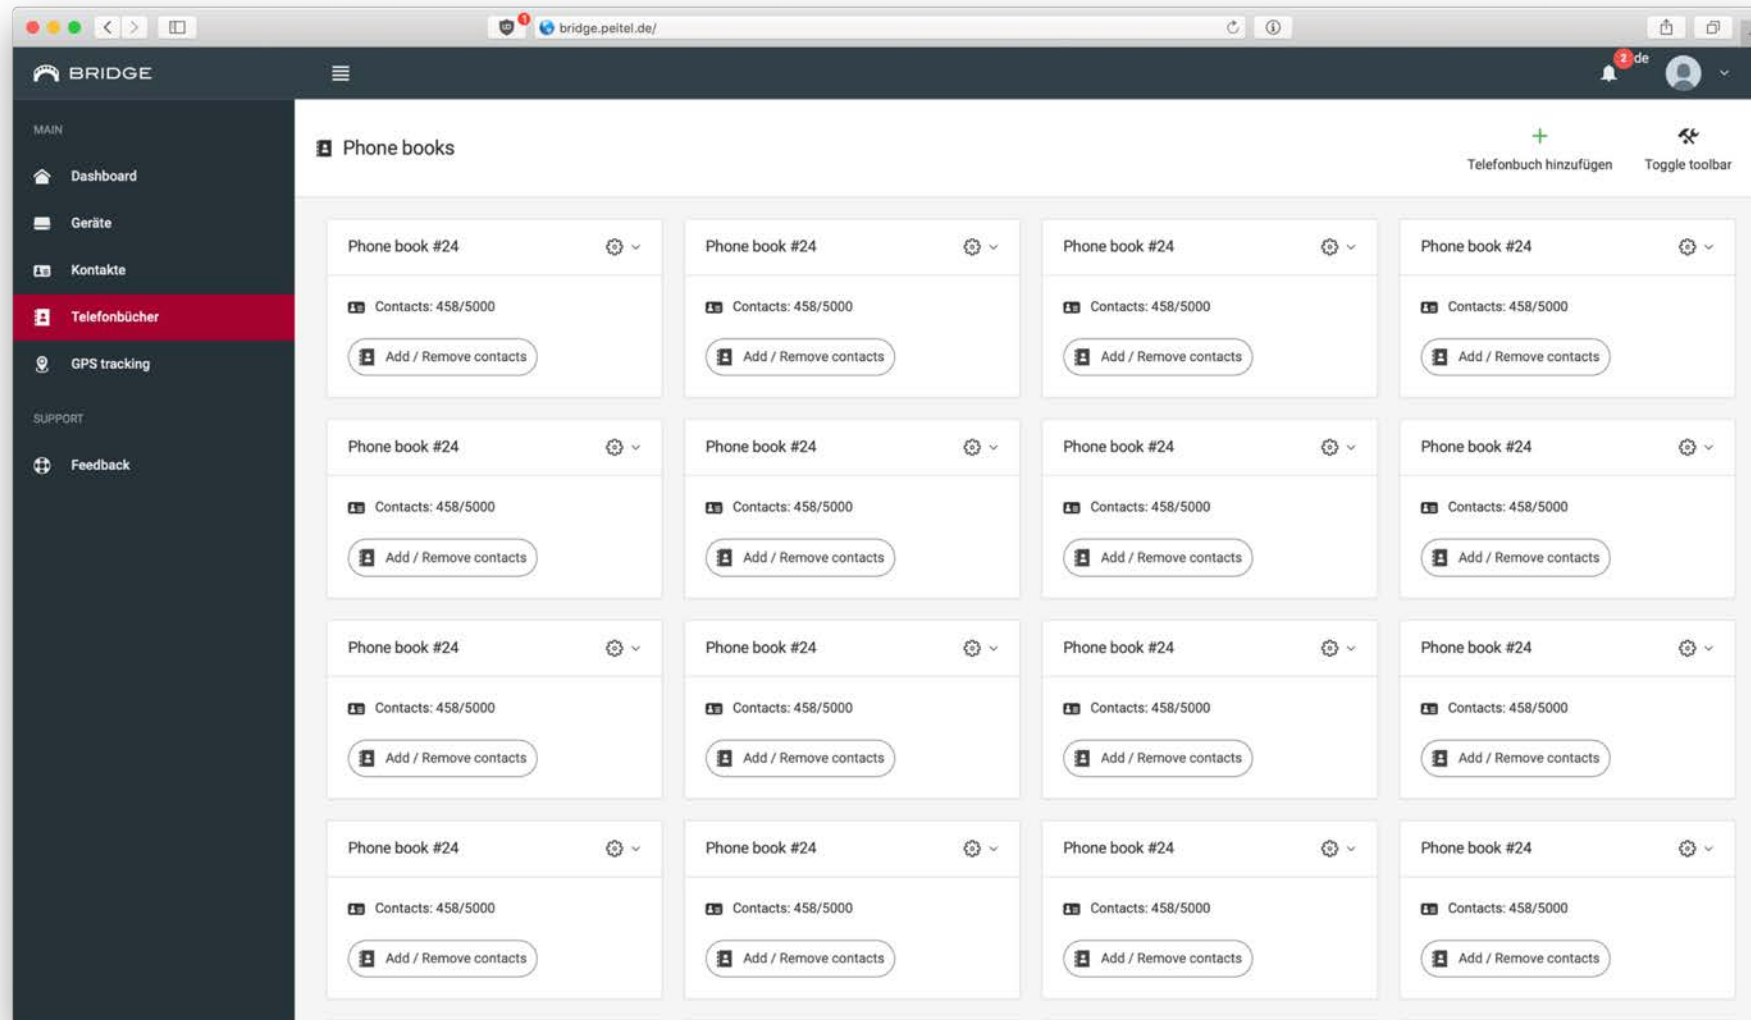 1
bridge.peitel.de/
BRIDGE
2
de
MAIN
Dashboard
Geräte
Kontakte
Telefonbücher
GPS tracking
SUPPORT
Feedback
Phone books
Telefonbuch hinzufügen
Toggle toolbar
Phone book #24
Phone book #24
Phone book #24
Phone book #24
Contacts: 458/5000
Contacts: 458/5000
Contacts: 458/5000
Contacts: 458/5000
Add / Remove contacts
Add / Remove contacts
Add / Remove contacts
Add / Remove contacts
Phone book #24
Phone book #24
Phone book #24
Phone book #24
Contacts: 458/5000
Contacts: 458/5000
Contacts: 458/5000
Contacts: 458/5000
Add / Remove contacts
Add / Remove contacts
Add / Remove contacts
Add / Remove contacts
Phone book #24
Phone book #24
Phone book #24
Phone book #24
Contacts: 458/5000
Contacts: 458/5000
Contacts: 458/5000
Contacts: 458/5000
Add / Remove contacts
Add / Remove contacts
Add / Remove contacts
Add / Remove contacts
Phone book #24
Phone book #24
Phone book #24
Phone book #24
Contacts: 458/5000
Contacts: 458/5000
Contacts: 458/5000
Contacts: 458/5000
Add / Remove contacts
Add / Remove contacts
Add / Remove contacts
Add / Remove contacts